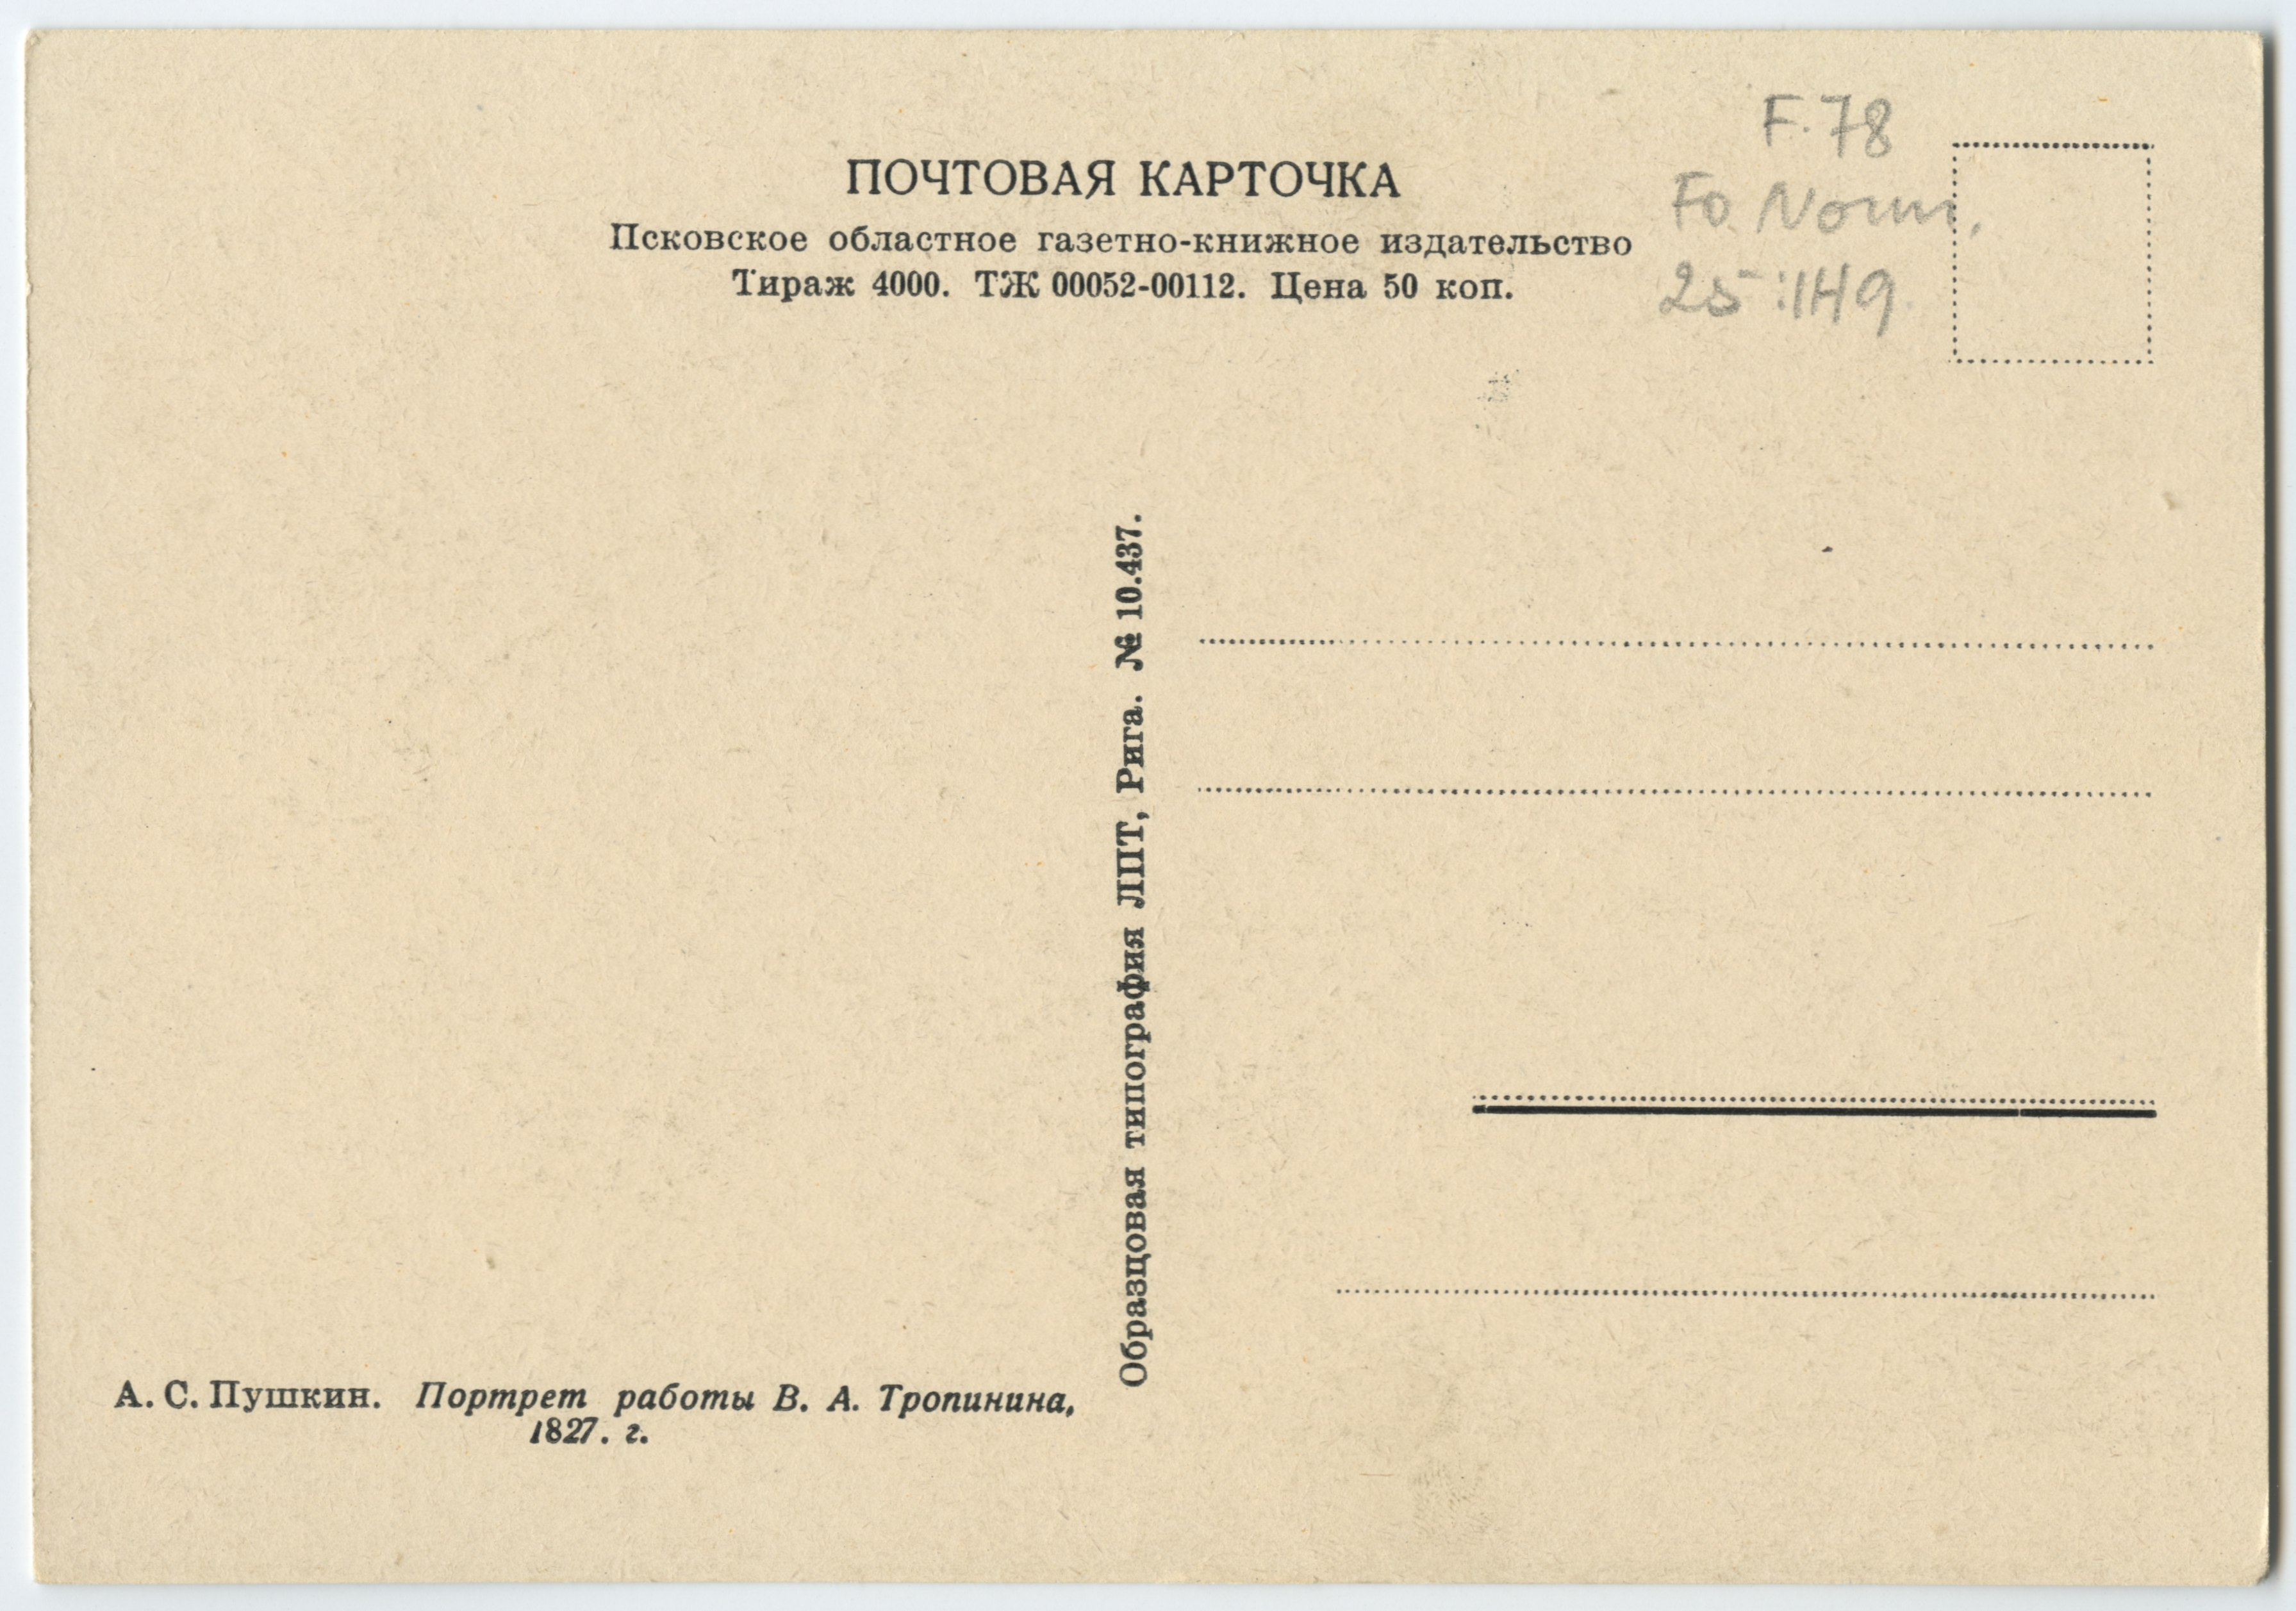 ПОЧТОВАЯ КАРТОЧКА
Псковское областное газетно-книжное издательство
Тираж 4000. ТЖ 00052-00112. Цена 50 коп.
F. 78
Fo. Norm.
25:1H9
Образцовая типография ЛПТ, Рига. № 10.437.
А. С. Пушкин. Портрет работы В. А. Тропинина,
1827. г.